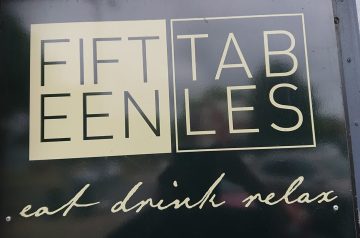 FIFT TAB
EEN LES
eat drink relax.